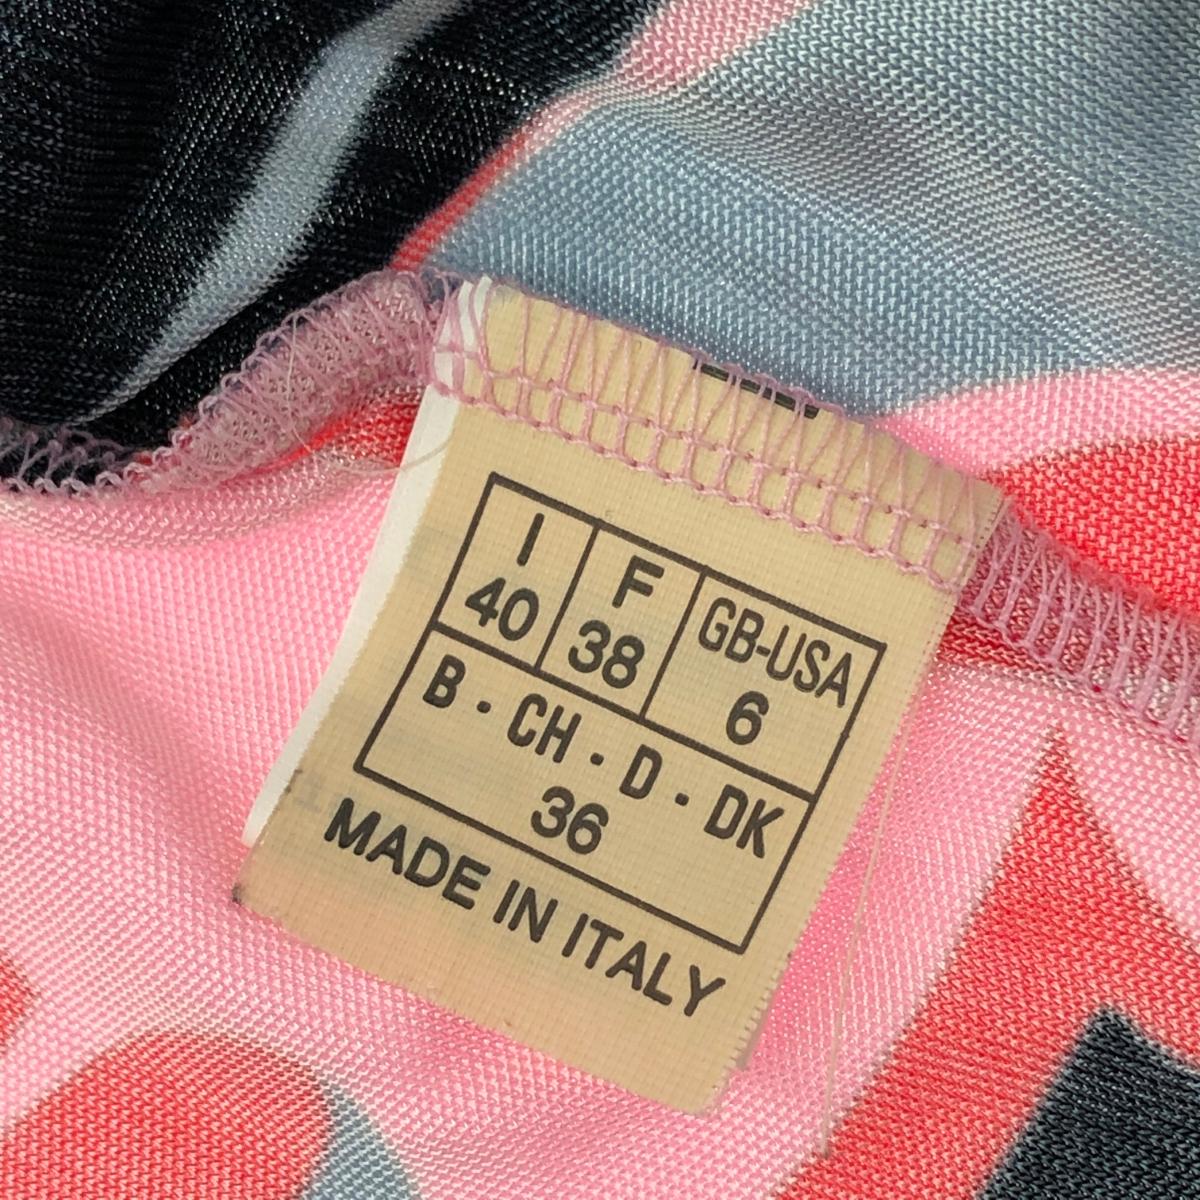 I F GB-USA
40 38 6
B · CH · D · DK
36
MADE IN ITALY